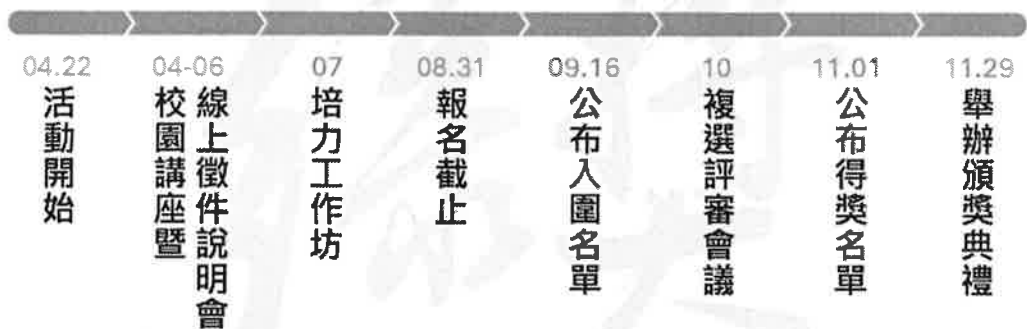 04.22
活動開始
04-06
校園講座暨
線上徵件說明會
07
培力工作坊
08.31
報名截止
09.16
公布入圍名單
10
複選評審會議
11.01
公布得獎名單
11.29
舉辦頒獎典禮